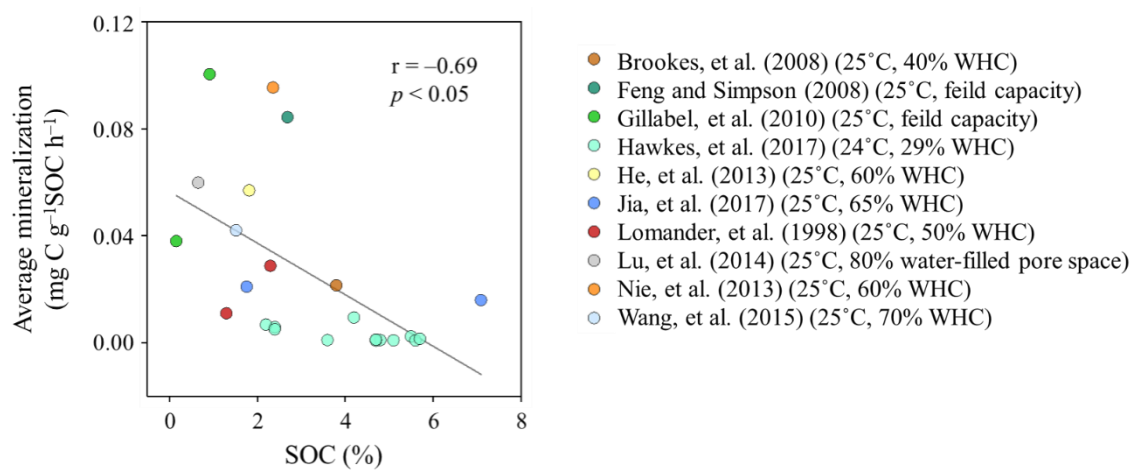 0.12
0.08
0.04
0.00
Average mineralization
(mg C g⁻¹SOC h⁻¹)
r = −0.69
p < 0.05
0
2
4
6
8
SOC (%)
Brookes, et al. (2008) (25˚C, 40% WHC)
Feng and Simpson (2008) (25˚C, feild capacity)
Gillabel, et al. (2010) (25˚C, feild capacity)
Hawkes, et al. (2017) (24˚C, 29% WHC)
He, et al. (2013) (25˚C, 60% WHC)
Jia, et al. (2017) (25˚C, 65% WHC)
Lomander, et al. (1998) (25˚C, 50% WHC)
Lu, et al. (2014) (25˚C, 80% water-filled pore space)
Nie, et al. (2013) (25˚C, 60% WHC)
Wang, et al. (2015) (25˚C, 70% WHC)